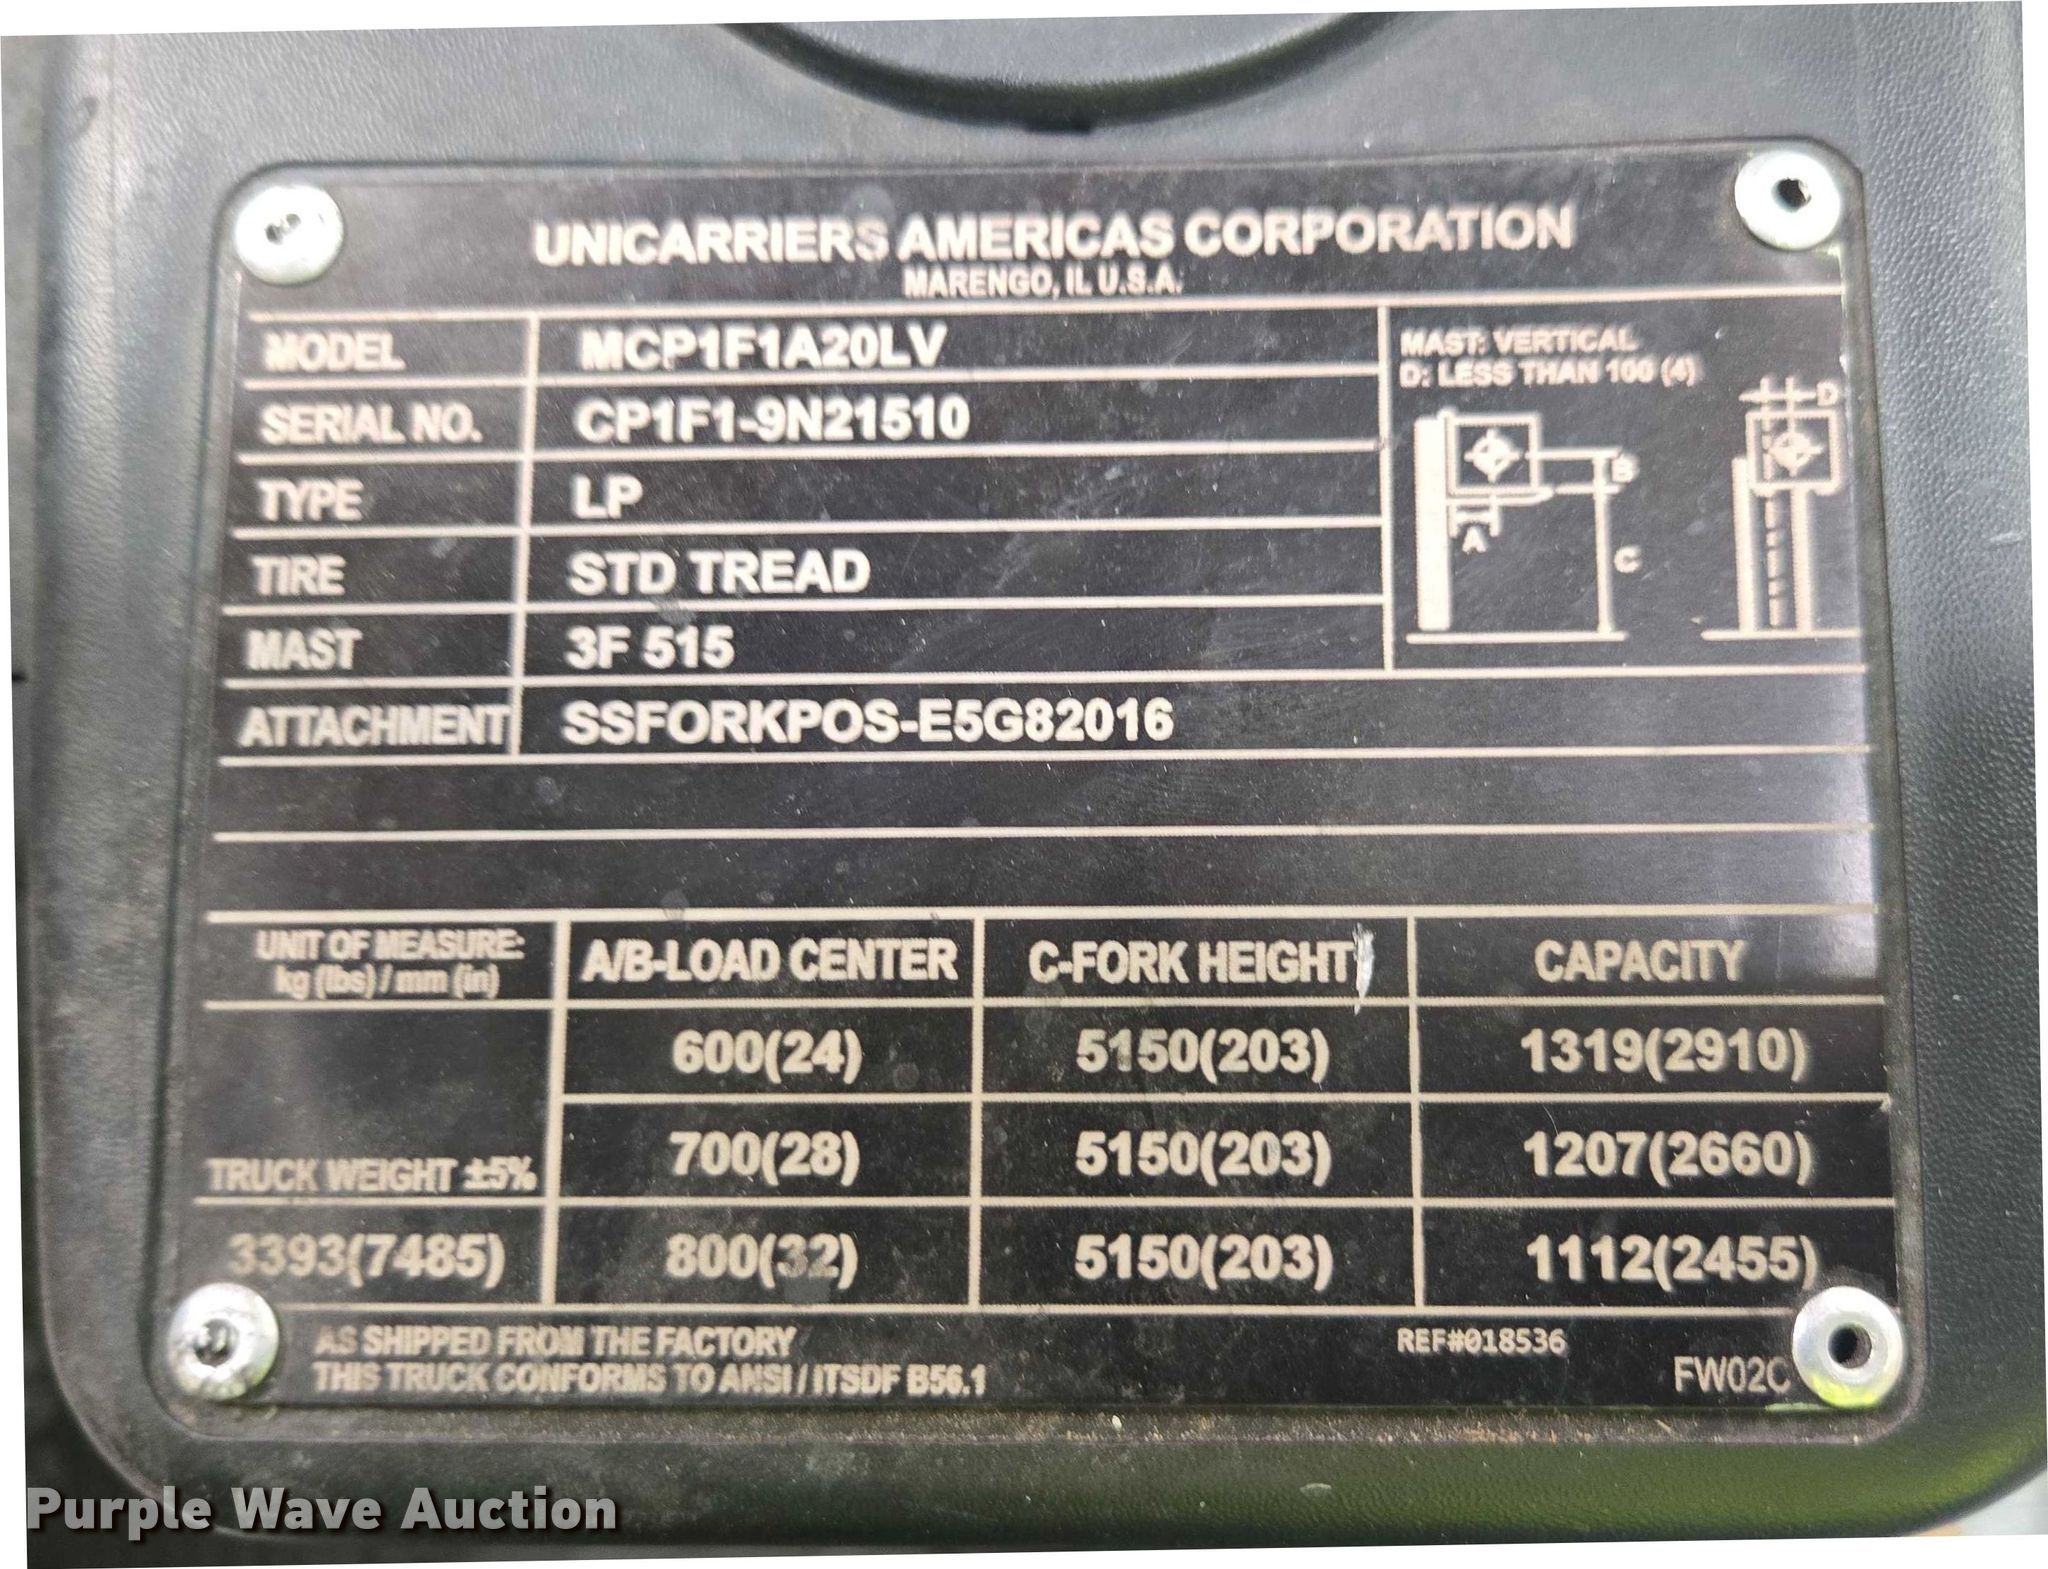 UNICARRIERS AMERICAS CORPORATION
MARENGO, IL U.S.A.
MODEL MCP1F1A20LV
SERIAL NO. CP1F1-9N21510
TYPE LP
TIRE STD TREAD
MAST 3F 515
ATTACHMENT SSFORKPOS-E5G82016
MAST: VERTICAL
D: LESS THAN 100 (4)
D
B
A
C
UNIT OF MEASURE: A/B-LOAD CENTER C-FORK HEIGHT CAPACITY
kg (lbs) / mm (in)
600(24) 5150(203) 1319(2910)
TRUCK WEIGHT ±5% 700(28) 5150(203) 1207(2660)
3393(7485) 800(32) 5150(203) 1112(2455)
AS SHIPPED FROM THE FACTORY
THIS TRUCK CONFORMS TO ANSI / ITSDF B56.1
REF#018536
FW02C
Purple Wave Auction